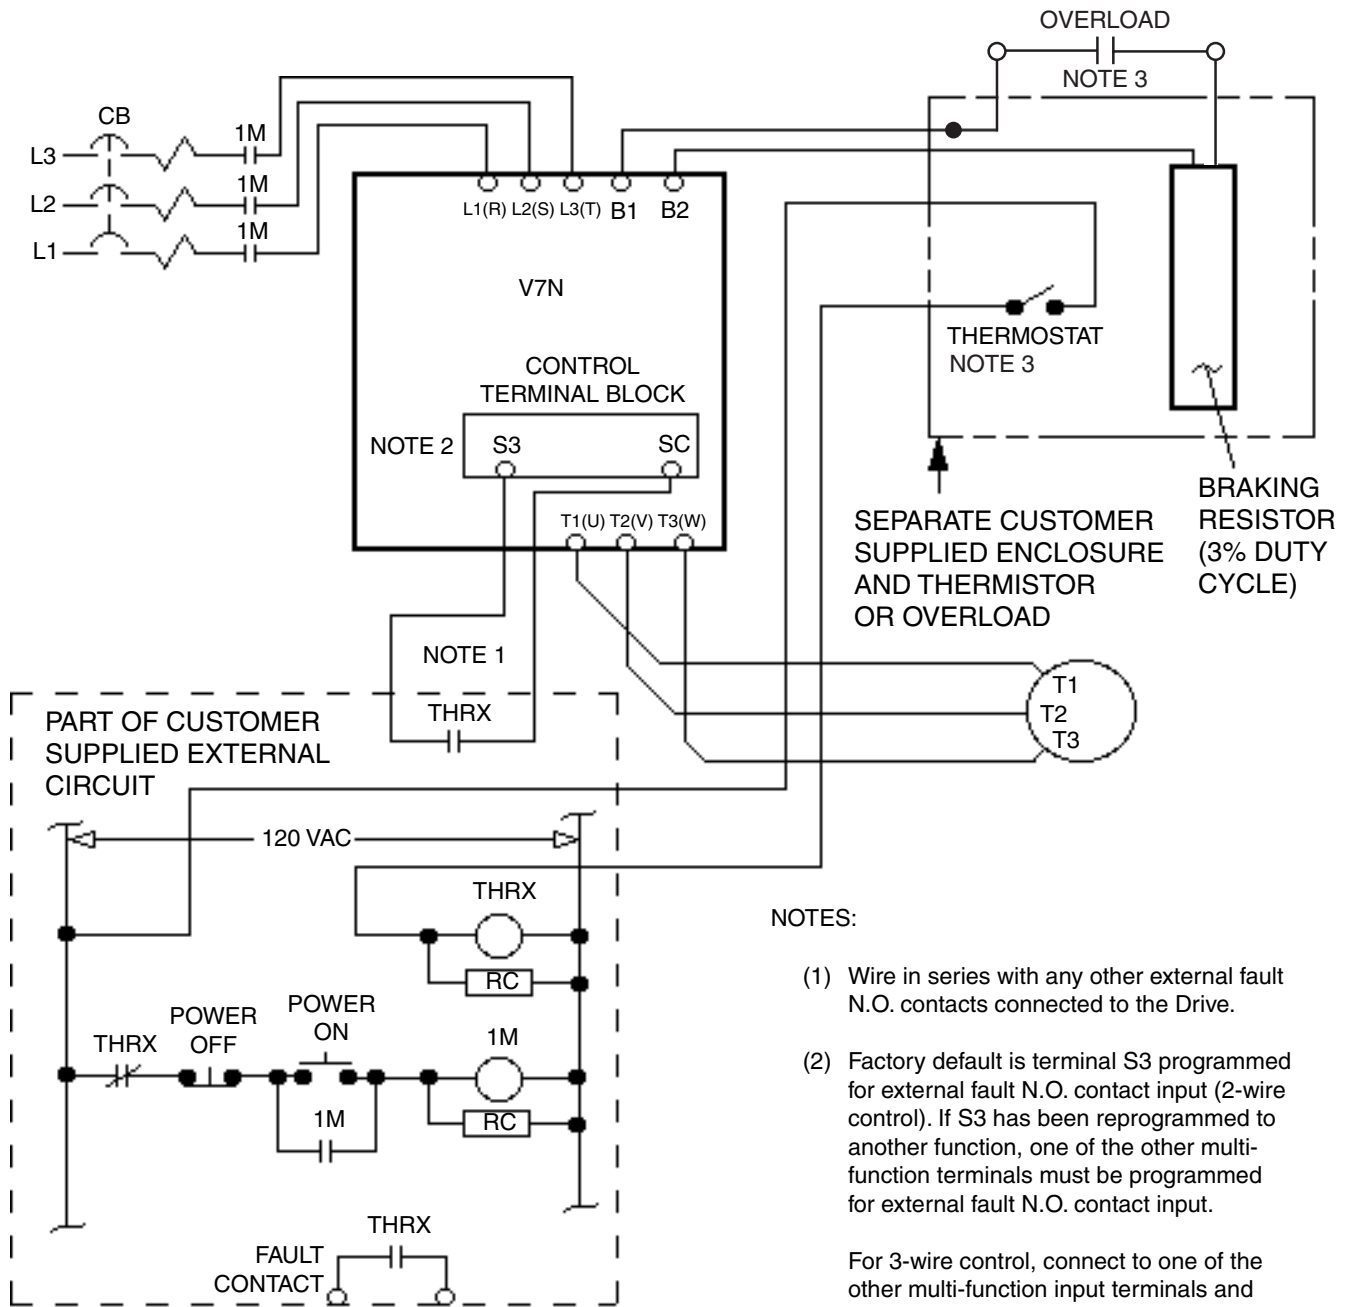 OVERLOAD
NOTE 3
CB
L3
1M
L2
1M
L1
1M
L1(R) L2(S) L3(T) B1 B2
V7N
CONTROL
TERMINAL BLOCK
NOTE 2
S3
SC
T1(U) T2(V) T3(W)
THERMOSTAT
NOTE 3
SEPARATE CUSTOMER
SUPPLIED ENCLOSURE
AND THERMISTOR
OR OVERLOAD
BRAKING
RESISTOR
(3% DUTY
CYCLE)
NOTE 1
THRX
T1
T2
T3
PART OF CUSTOMER
SUPPLIED EXTERNAL
CIRCUIT
120 VAC
THRX
RC
THRX
POWER
OFF
POWER
ON
1M
1M
RC
THRX
FAULT
CONTACT
NOTES:
(1) Wire in series with any other external fault
N.O. contacts connected to the Drive.
(2) Factory default is terminal S3 programmed
for external fault N.O. contact input (2-wire
control). If S3 has been reprogrammed to
another function, one of the other multi-
function terminals must be programmed
for external fault N.O. contact input.
For 3-wire control, connect to one of the
other multi-function input terminals and